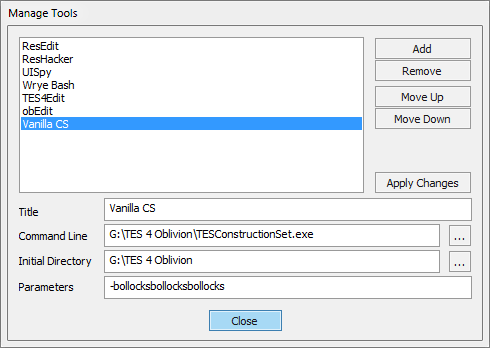 Manage Tools
ResEdit
ResHacker
UISpy
Wrye Bash
TES4Edit
obEdit
Vanilla CS
Add
Remove
Move Up
Move Down
Apply Changes
Title
Vanilla CS
Command Line
G:\TES 4 Oblivion\TESConstructionSet.exe
...
Initial Directory
G:\TES 4 Oblivion
...
Parameters
-bollocksbollocksbollocks
Close